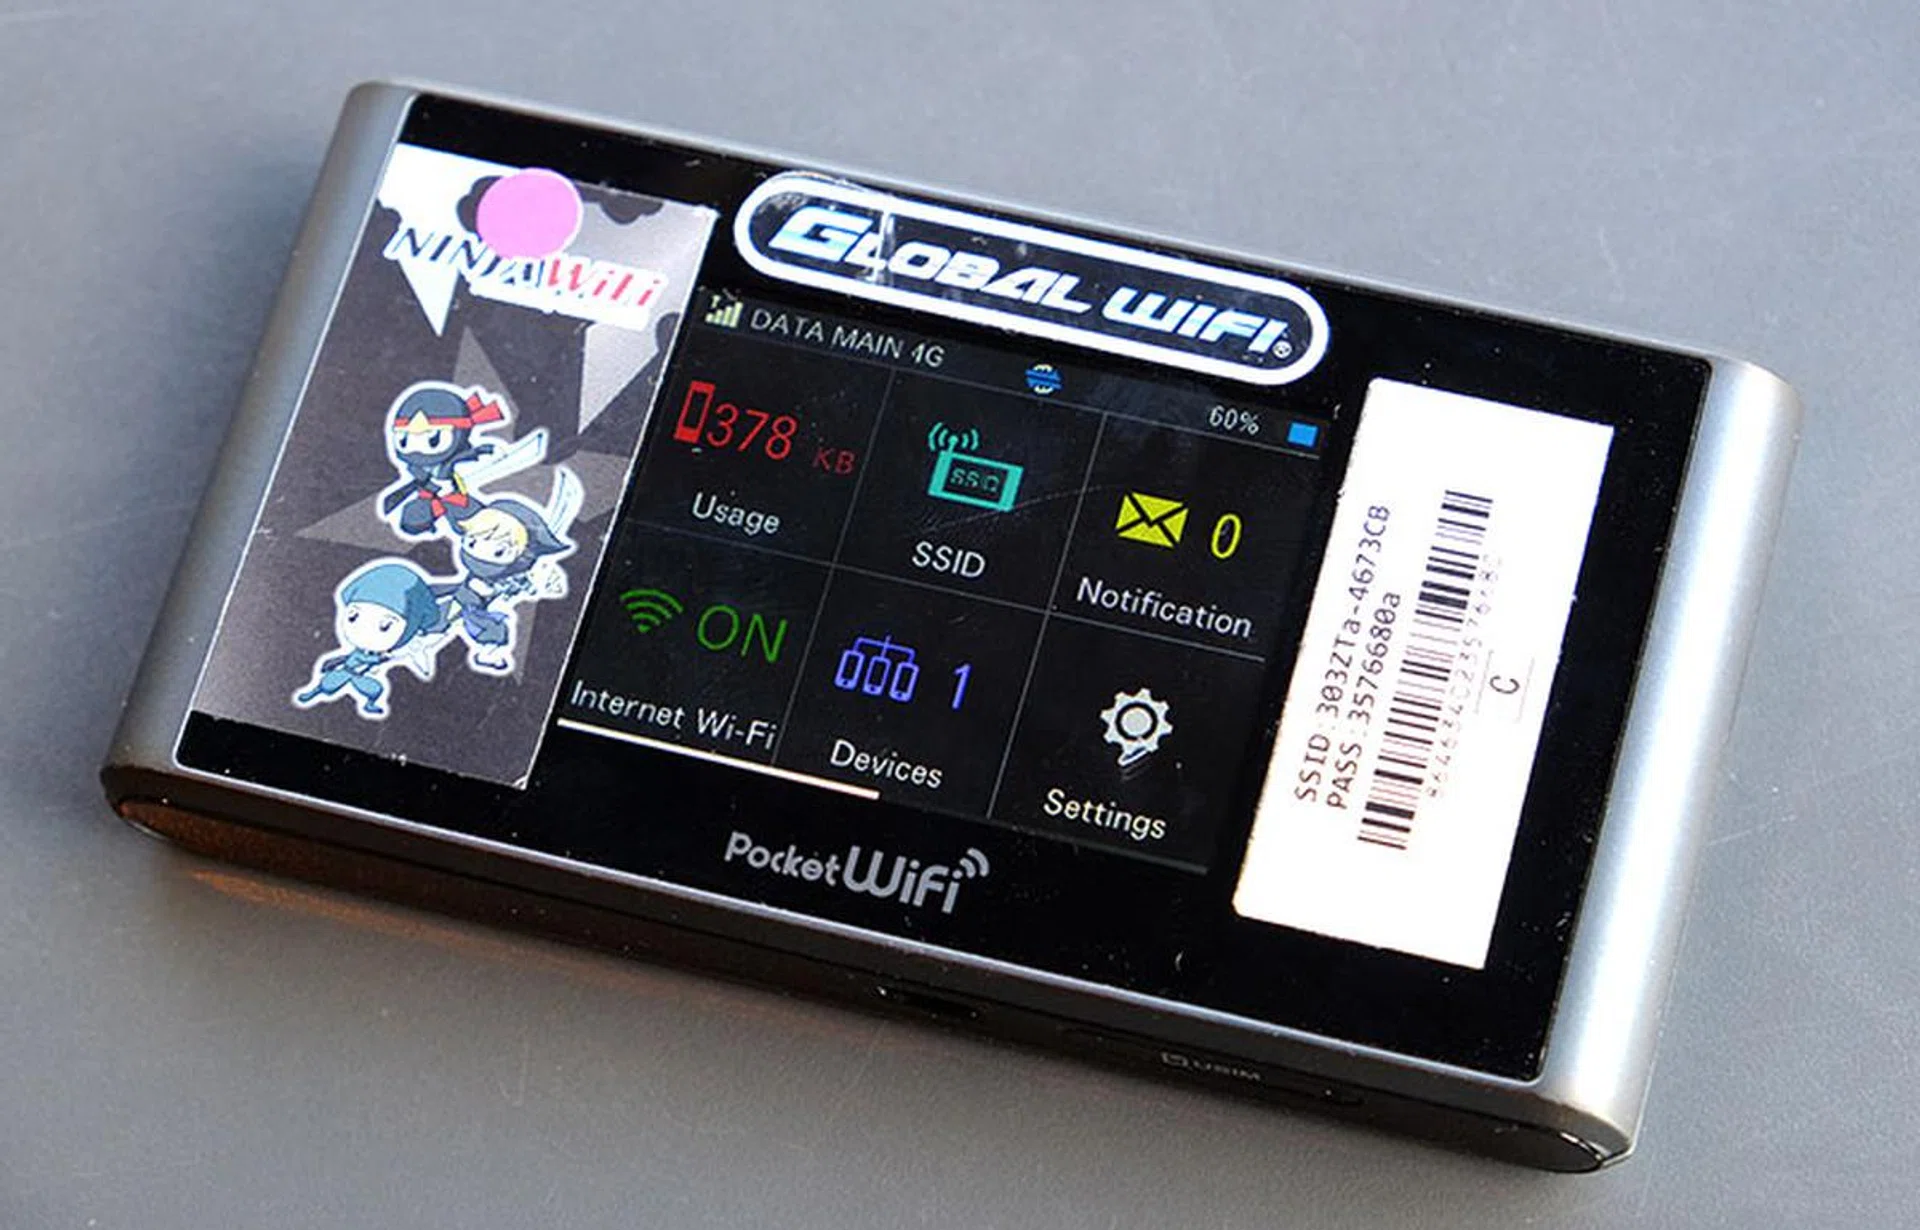 NINJA WiFi
GLOBAL WIFI®
DATA MAIN 4G
60%
378 KB
Usage
SSID
SSID
0
Notification
ON
Internet Wi-Fi
1
Devices
Settings
Pocket WiFi
SSID:303ZTa-4673CB
PASS:3576680a
C
USIM